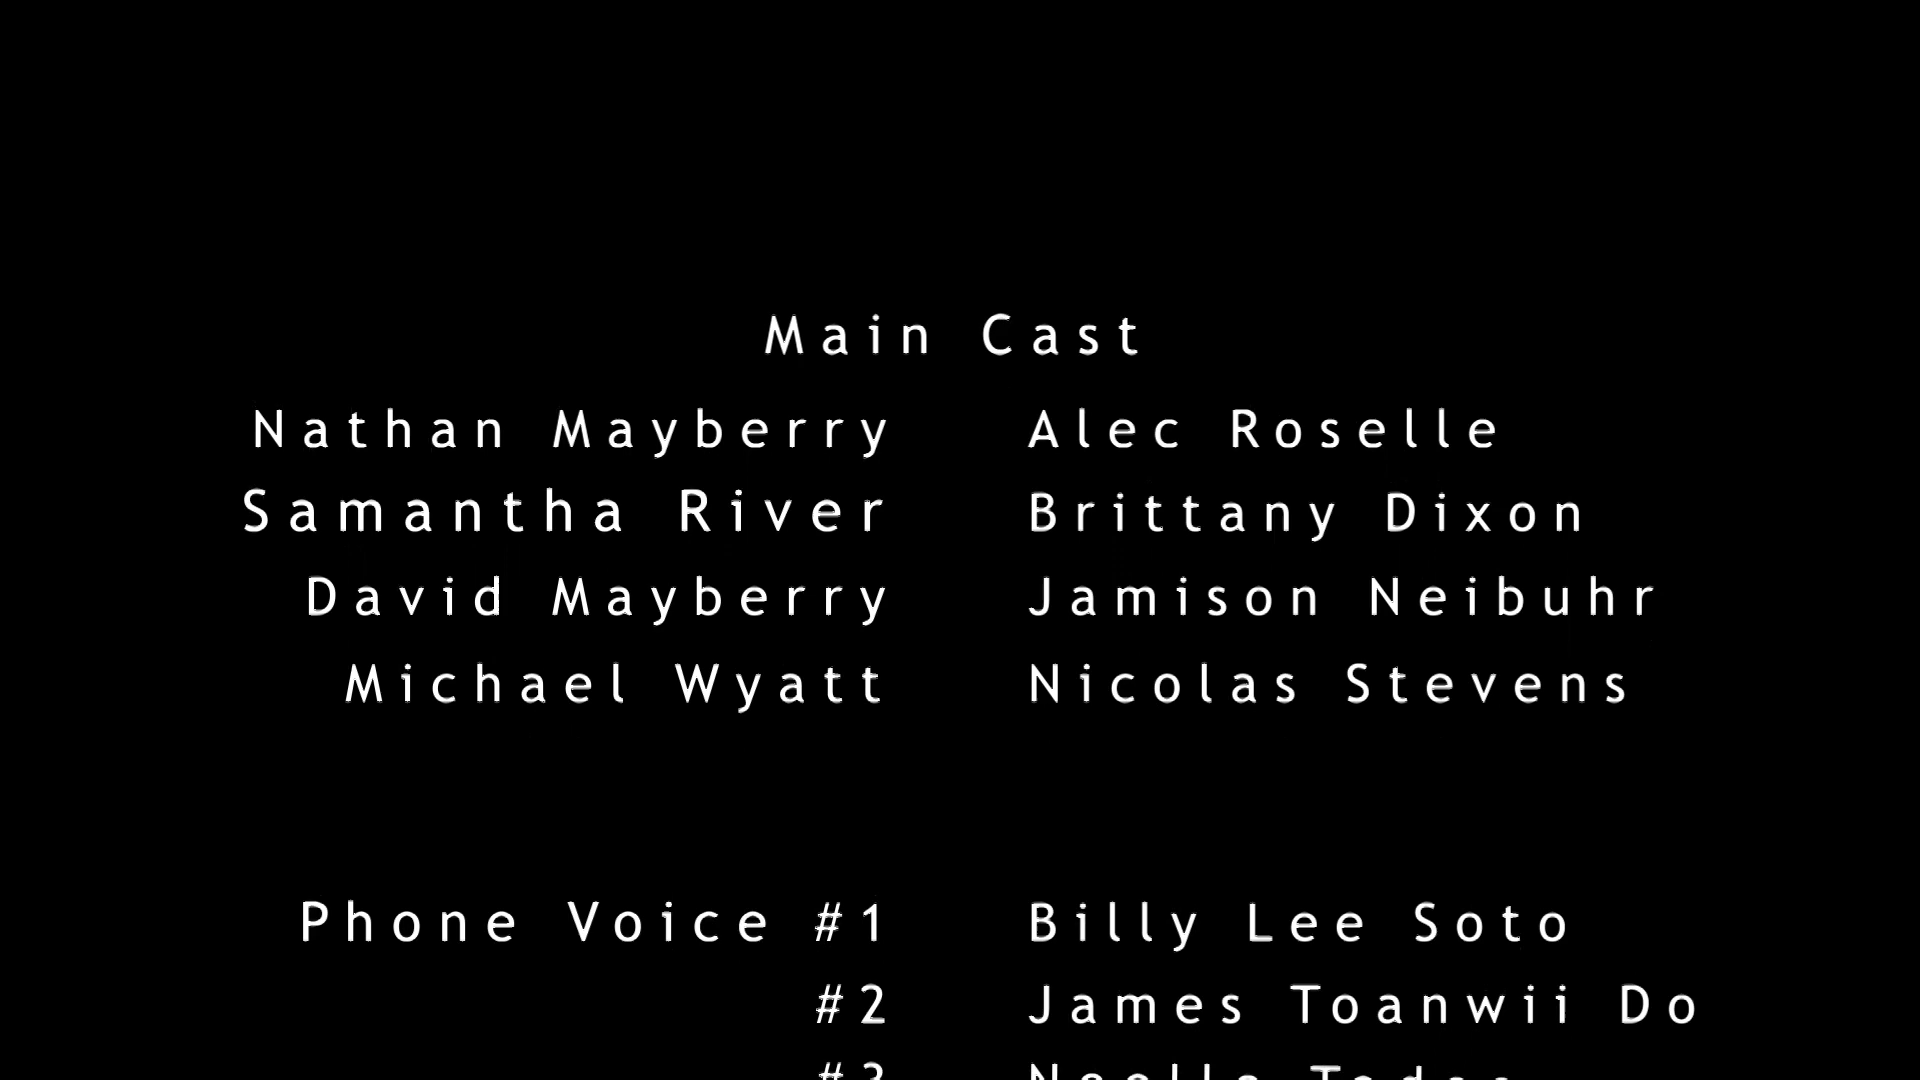 Main Cast
Nathan Mayberry Alec Roselle
Samantha River Brittany Dixon
David Mayberry Jamison Neibuhr
Michael Wyatt Nicolas Stevens
Phone Voice #1 Billy Lee Soto
#2 James Toanwii Do
#3